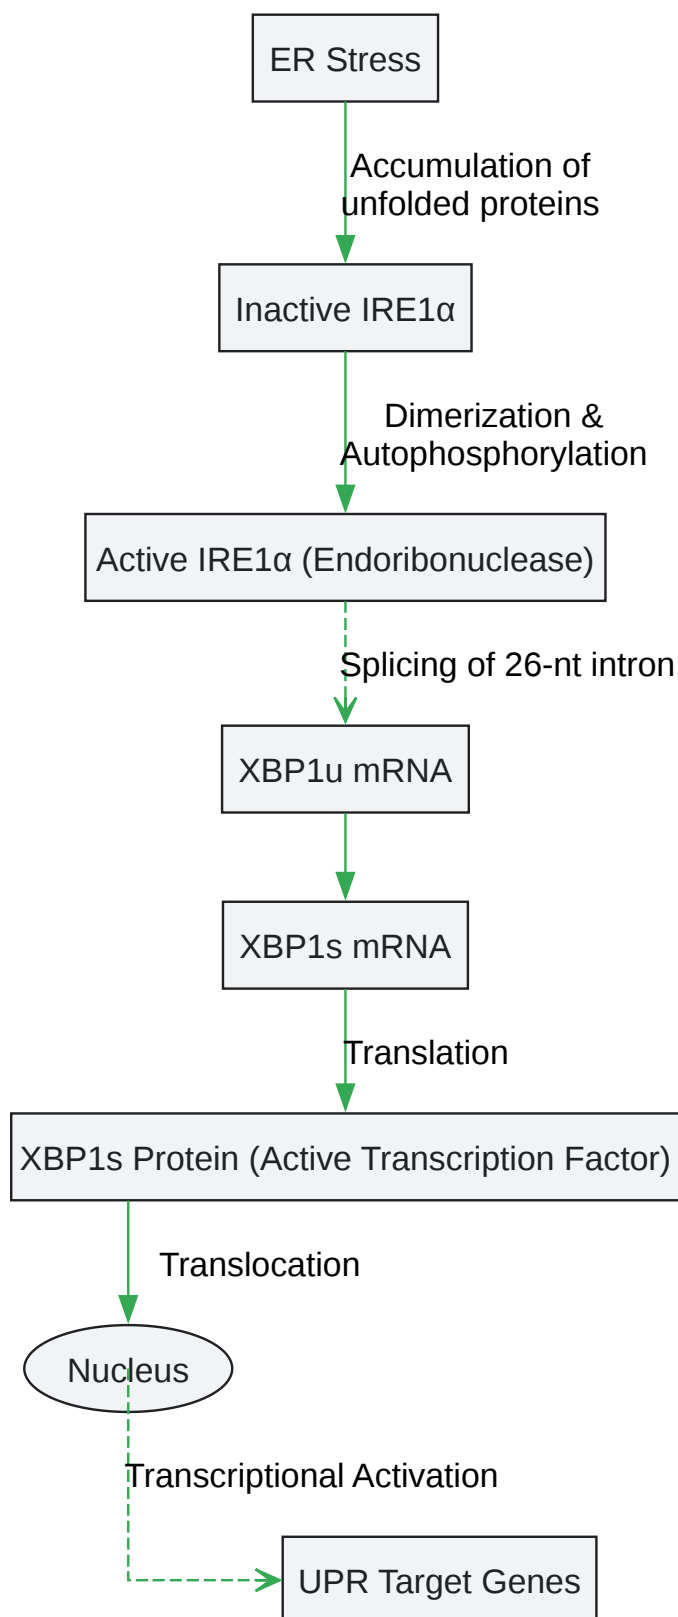 ER Stress
Accumulation of
unfolded proteins
Inactive IRE1α
Dimerization &
Autophosphorylation
Active IRE1α (Endoribonuclease)
Splicing of 26-nt intron
XBP1u mRNA
XBP1s mRNA
Translation
XBP1s Protein (Active Transcription Factor)
Translocation
Nucleus
Transcriptional Activation
UPR Target Genes